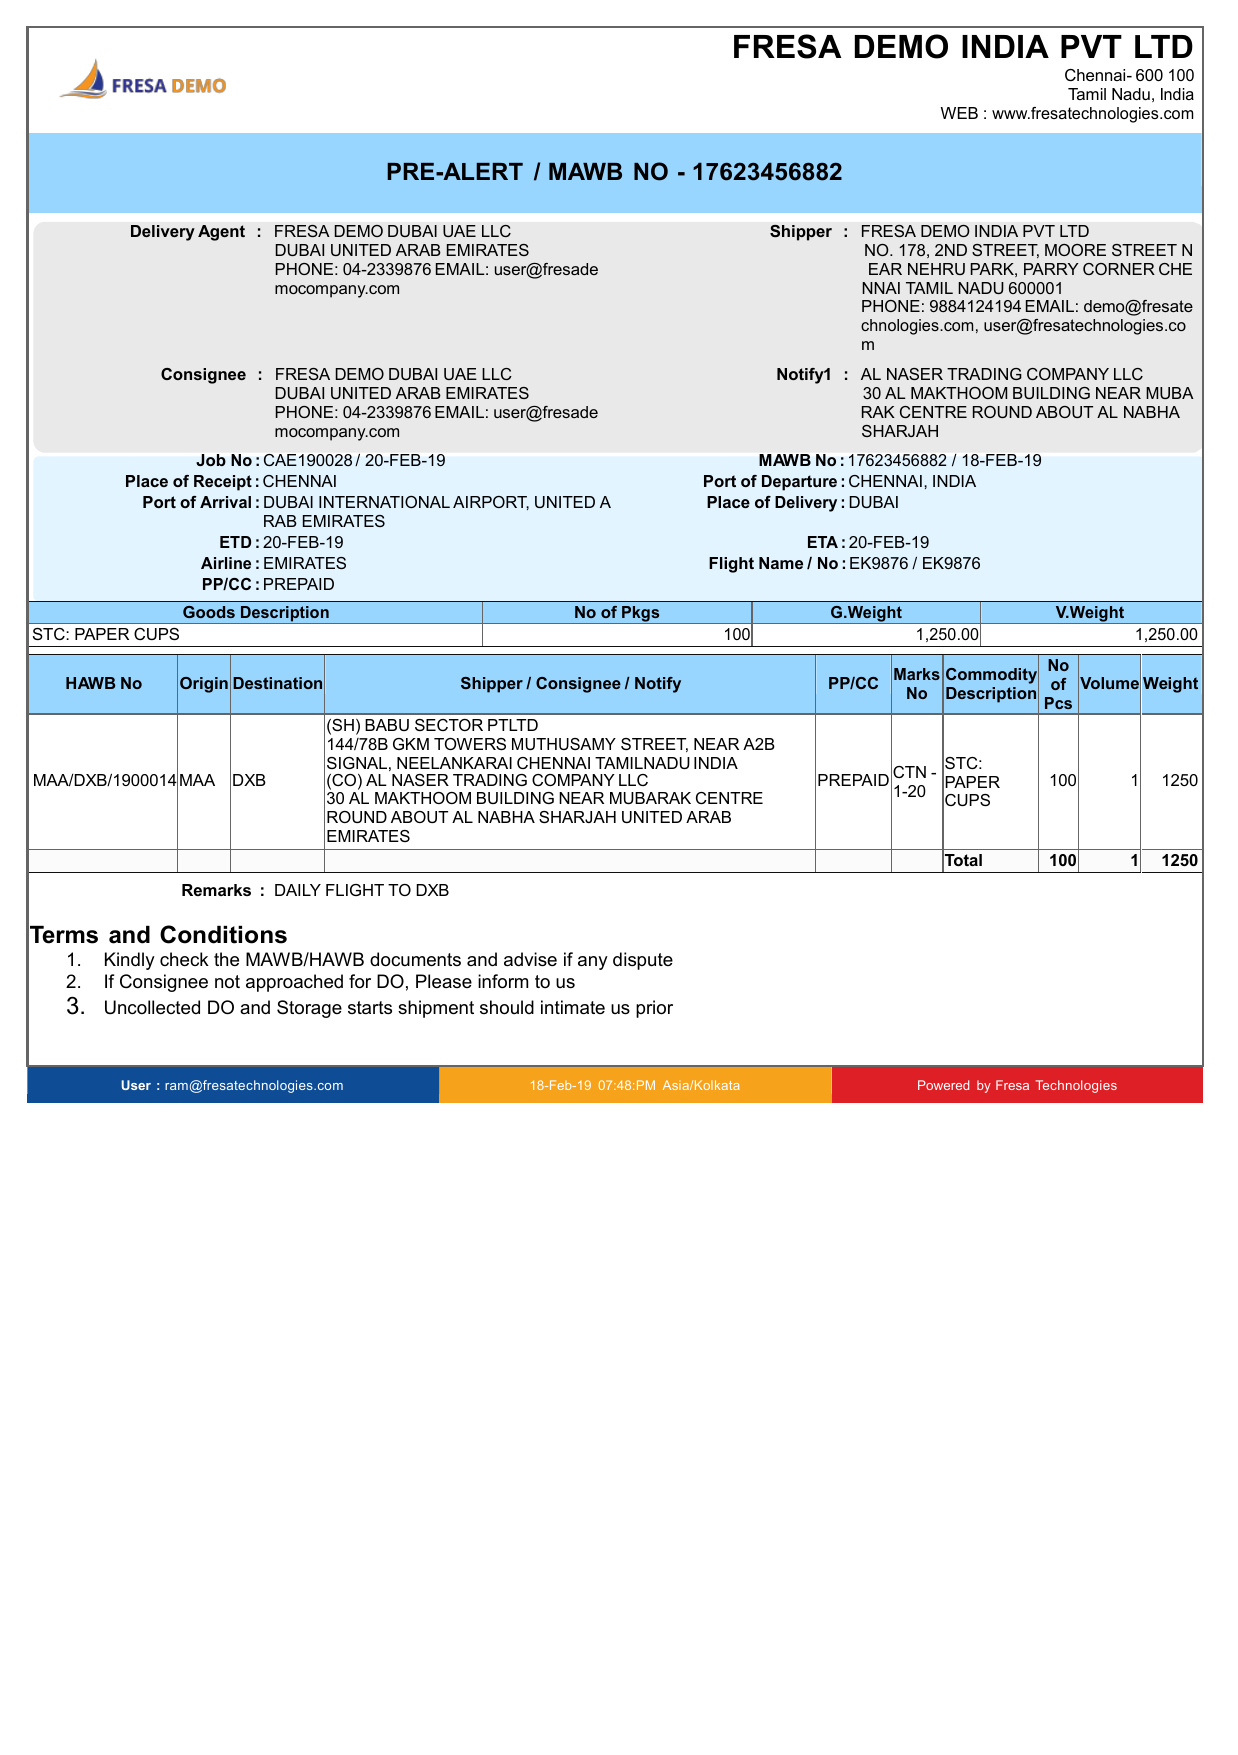 FRESA DEMO
FRESA DEMO INDIA PVT LTD
Chennai- 600 100
Tamil Nadu, India
WEB : www.fresatechnologies.com
PRE-ALERT / MAWB NO - 17623456882
Delivery Agent : FRESA DEMO DUBAI UAE LLC
DUBAI UNITED ARAB EMIRATES
PHONE: 04-2339876 EMAIL: user@fresade
mocompany.com
Shipper : FRESA DEMO INDIA PVT LTD
NO. 178, 2ND STREET, MOORE STREET N
EAR NEHRU PARK, PARRY CORNER CHE
NNAI TAMIL NADU 600001
PHONE: 9884124194 EMAIL: demo@fresate
chnologies.com, user@fresatechnologies.co
m
Consignee : FRESA DEMO DUBAI UAE LLC
DUBAI UNITED ARAB EMIRATES
PHONE: 04-2339876 EMAIL: user@fresade
mocompany.com
Notify1 : AL NASER TRADING COMPANY LLC
30 AL MAKTHOOM BUILDING NEAR MUBA
RAK CENTRE ROUND ABOUT AL NABHA
SHARJAH
Job No : CAE190028 / 20-FEB-19 MAWB No : 17623456882 / 18-FEB-19
Place of Receipt : CHENNAI Port of Departure : CHENNAI, INDIA
Port of Arrival : DUBAI INTERNATIONAL AIRPORT, UNITED A Place of Delivery : DUBAI
RAB EMIRATES
ETD : 20-FEB-19 ETA : 20-FEB-19
Airline : EMIRATES Flight Name / No : EK9876 / EK9876
PP/CC : PREPAID
Goods Description No of Pkgs G.Weight V.Weight
STC: PAPER CUPS 100 1,250.00 1,250.00
HAWB No Origin Destination Shipper / Consignee / Notify PP/CC Marks No Commodity Description No of Pcs Volume Weight
MAA/DXB/1900014 MAA DXB
(SH) BABU SECTOR PTLTD
144/78B GKM TOWERS MUTHUSAMY STREET, NEAR A2B
SIGNAL, NEELANKARAI CHENNAI TAMILNADU INDIA
(CO) AL NASER TRADING COMPANY LLC
30 AL MAKTHOOM BUILDING NEAR MUBARAK CENTRE
ROUND ABOUT AL NABHA SHARJAH UNITED ARAB
EMIRATES
PREPAID
CTN -
1-20
STC:
PAPER
CUPS
100 1 1250
Total 100 1 1250
Remarks : DAILY FLIGHT TO DXB
Terms and Conditions
1. Kindly check the MAWB/HAWB documents and advise if any dispute
2. If Consignee not approached for DO, Please inform to us
3. Uncollected DO and Storage starts shipment should intimate us prior
User : ram@fresatechnologies.com 18-Feb-19 07:48:PM Asia/Kolkata Powered by Fresa Technologies